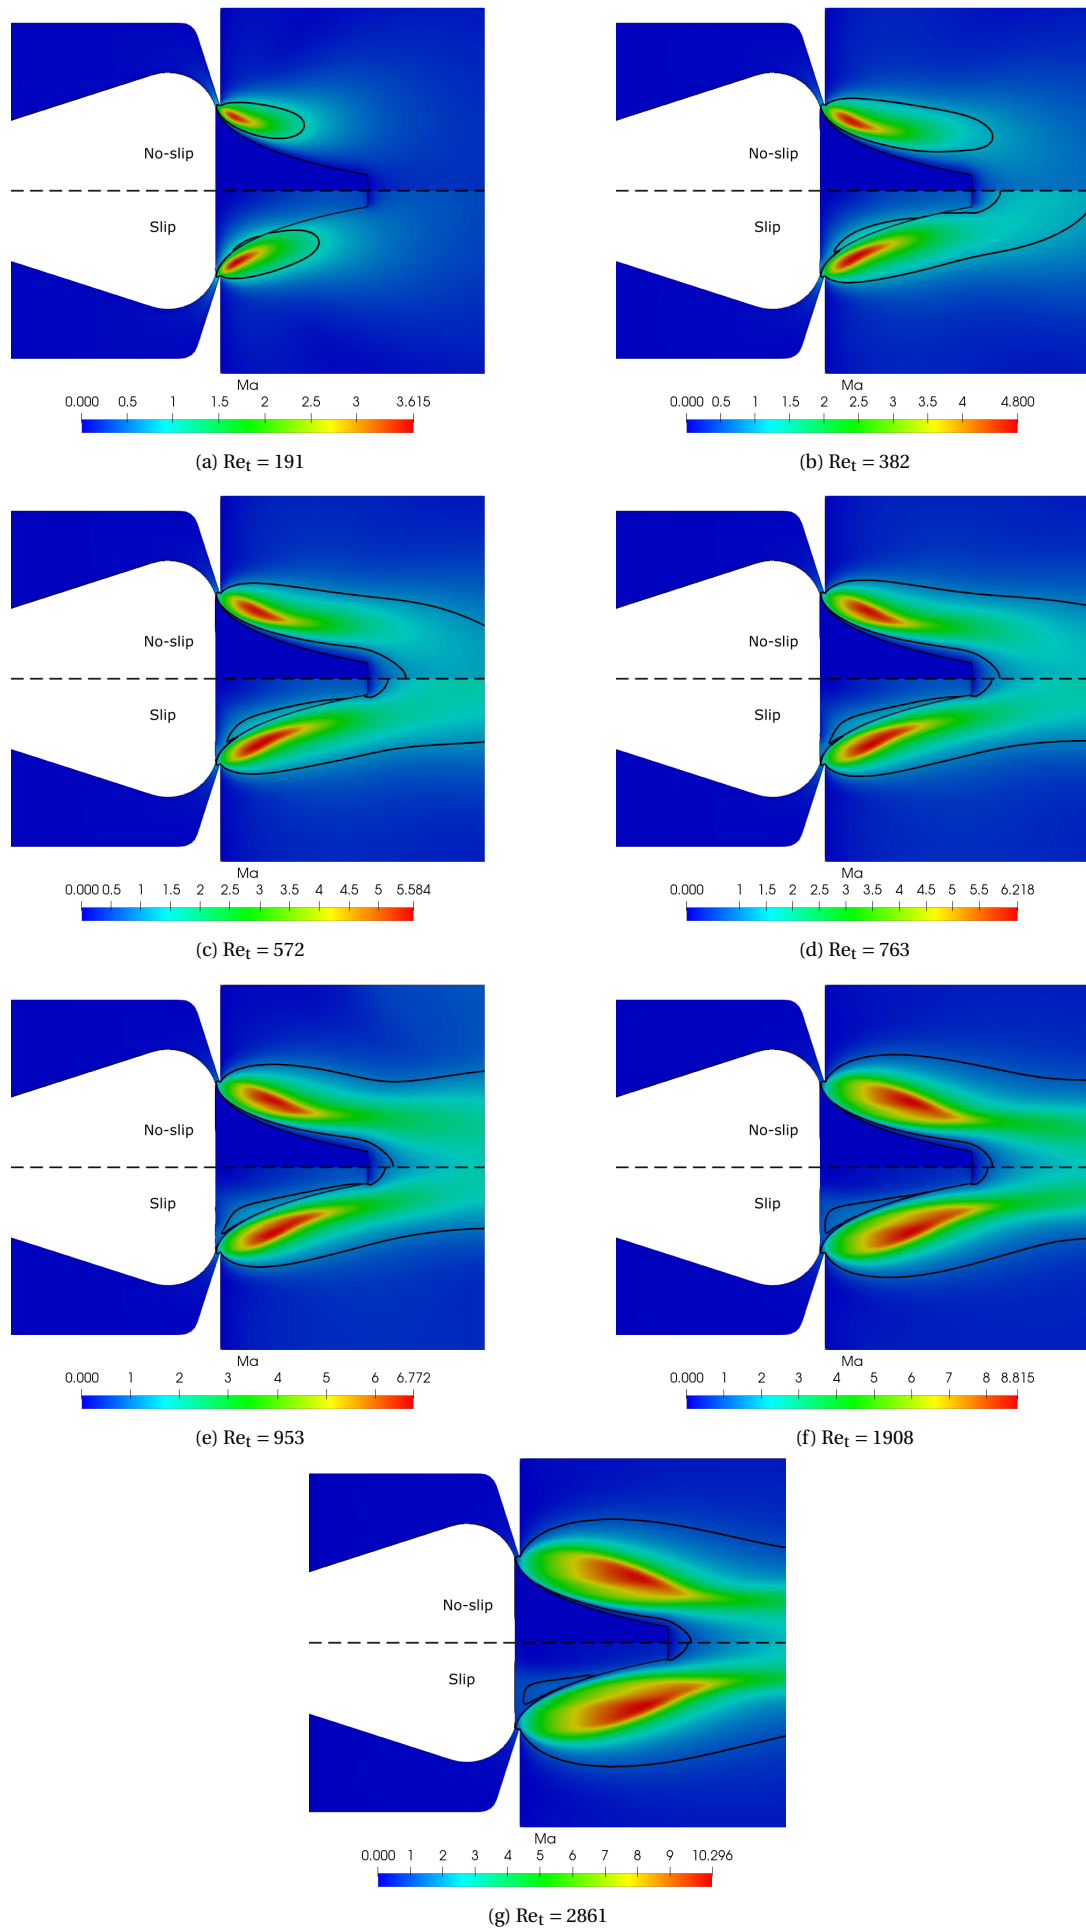 No-slip
Slip
No-slip
Slip
Ma
0.000 0.5 1 1.5 2 2.5 3 3.615
Ma
0.000 0.5 1 1.5 2 2.5 3 3.5 4 4.800
(a) Ret = 191
(b) Ret = 382
No-slip
Slip
No-slip
Slip
Ma
0.000 0.5 1 1.5 2 2.5 3 3.5 4 4.5 5 5.584
Ma
0.000 1 1.5 2 2.5 3 3.5 4 4.5 5 5.5 6.218
(c) Ret = 572
(d) Ret = 763
No-slip
Slip
No-slip
Slip
Ma
0.000 1 2 3 4 5 6 6.772
Ma
0.000 1 2 3 4 5 6 7 8 8.815
(e) Ret = 953
(f) Ret = 1908
No-slip
Slip
Ma
0.000 1 2 3 4 5 6 7 8 9 10.296
(g) Ret = 2861